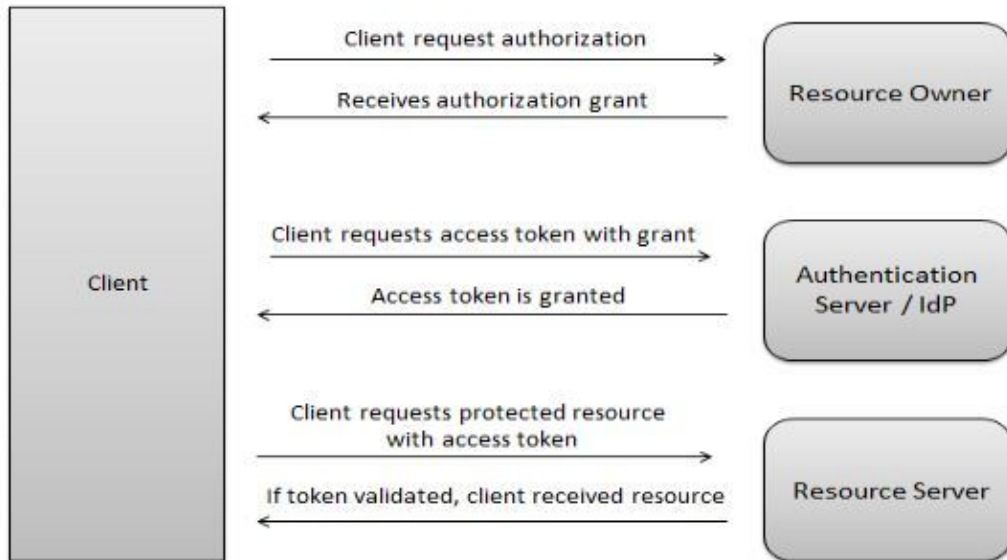 Client request authorization
Receives authorization grant
Resource Owner
Client requests access token with grant
Client
Access token is granted
Authentication
Server / IdP
Client requests protected resource
with access token
If token validated, client received resource
Resource Server